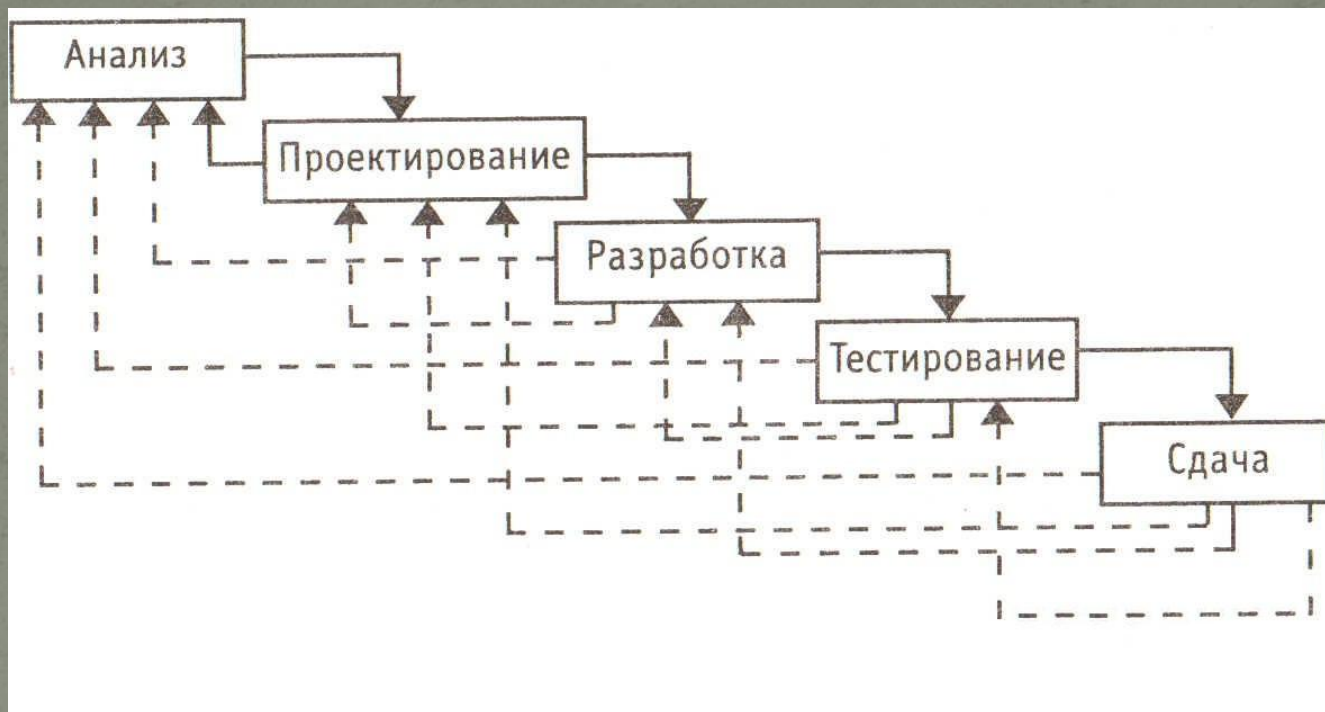 Анализ
Проектирование
Разработка
Тестирование
Сдача